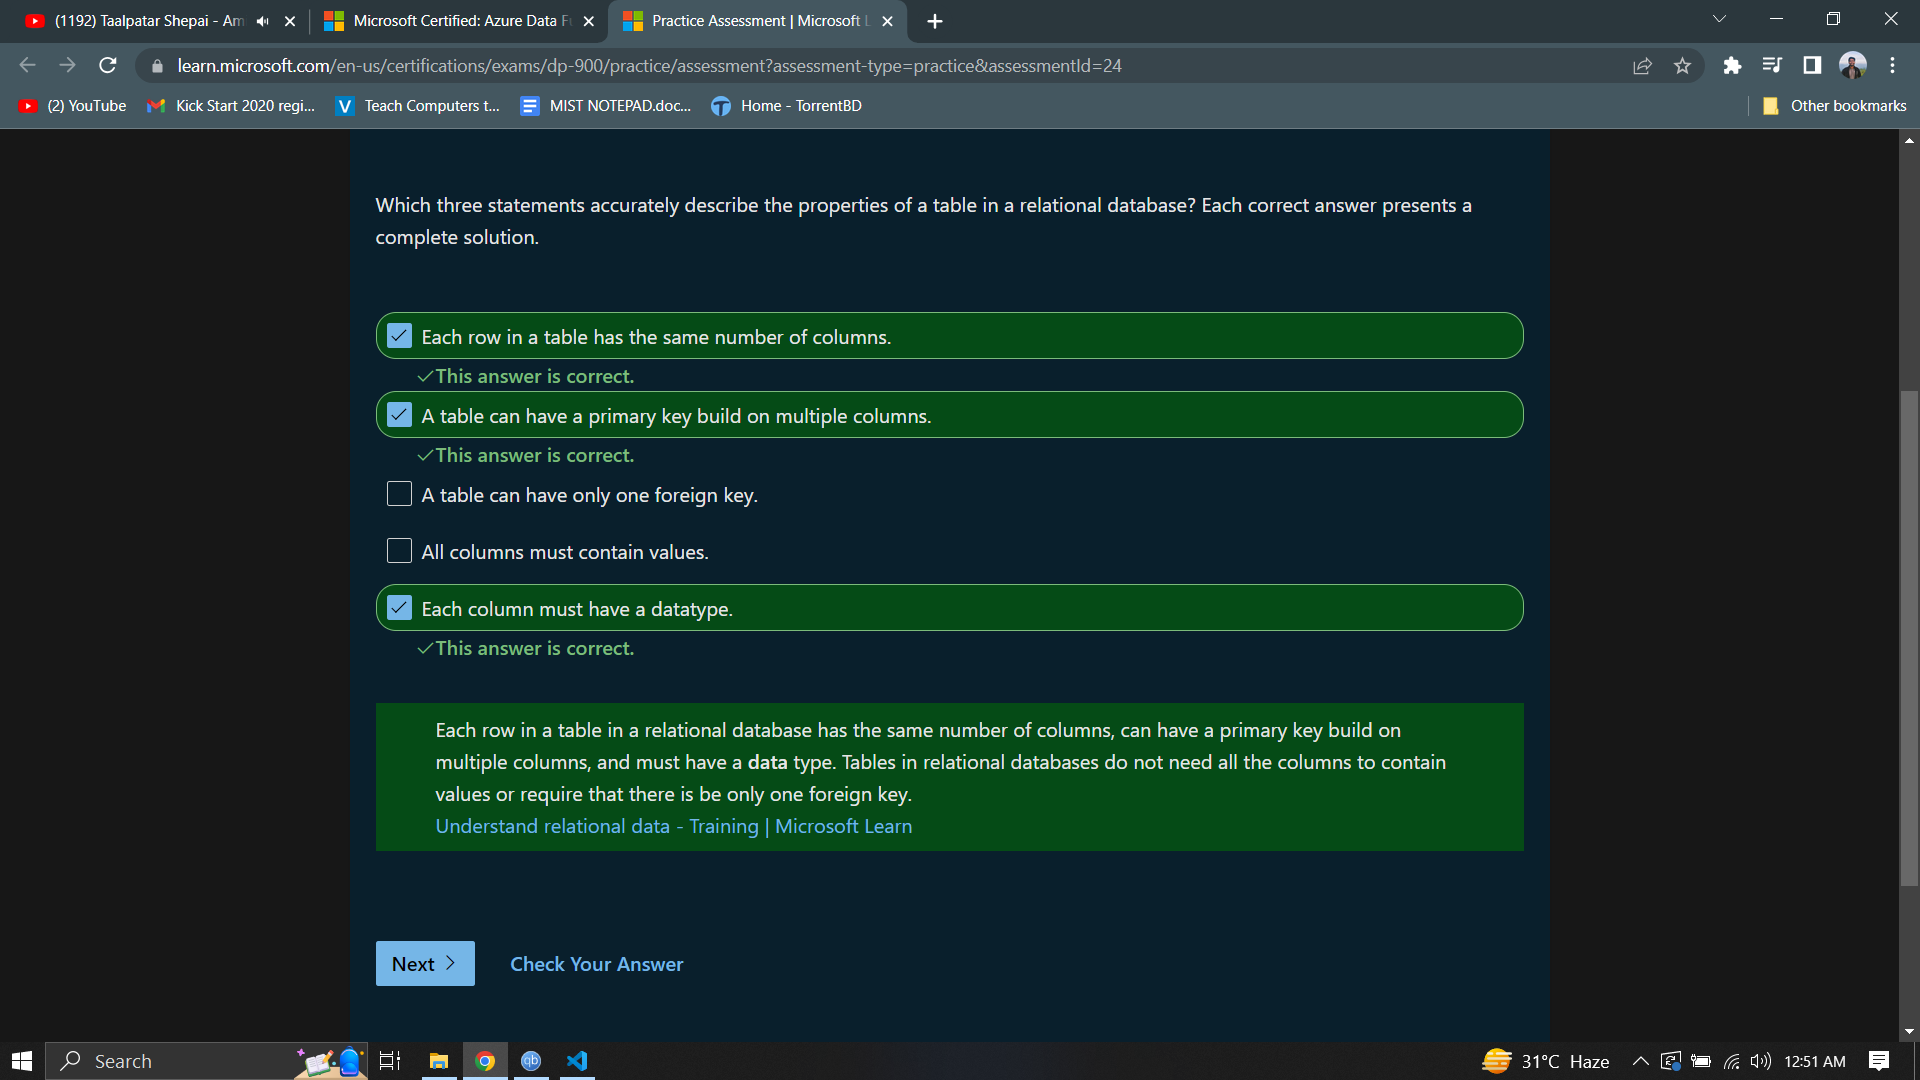 (1192) Taalpatar Shepai - Am
Microsoft Certified: Azure Data F
Practice Assessment | Microsoft L
learn.microsoft.com/en-us/certifications/exams/dp-900/practice/assessment?assessment-type=practice&assessmentId=24
(2) YouTube
Kick Start 2020 regi...
V
Teach Computers t...
MIST NOTEPAD.doc...
Home - TorrentBD
Other bookmarks
Which three statements accurately describe the properties of a table in a relational database? Each correct answer presents a
complete solution.
Each row in a table has the same number of columns.
This answer is correct.
A table can have a primary key build on multiple columns.
This answer is correct.
A table can have only one foreign key.
All columns must contain values.
Each column must have a datatype.
This answer is correct.
Each row in a table in a relational database has the same number of columns, can have a primary key build on
multiple columns, and must have a data type. Tables in relational databases do not need all the columns to contain
values or require that there is be only one foreign key.
Understand relational data - Training | Microsoft Learn
Next
Check Your Answer
Search
qb
31°C Haze
12:51 AM